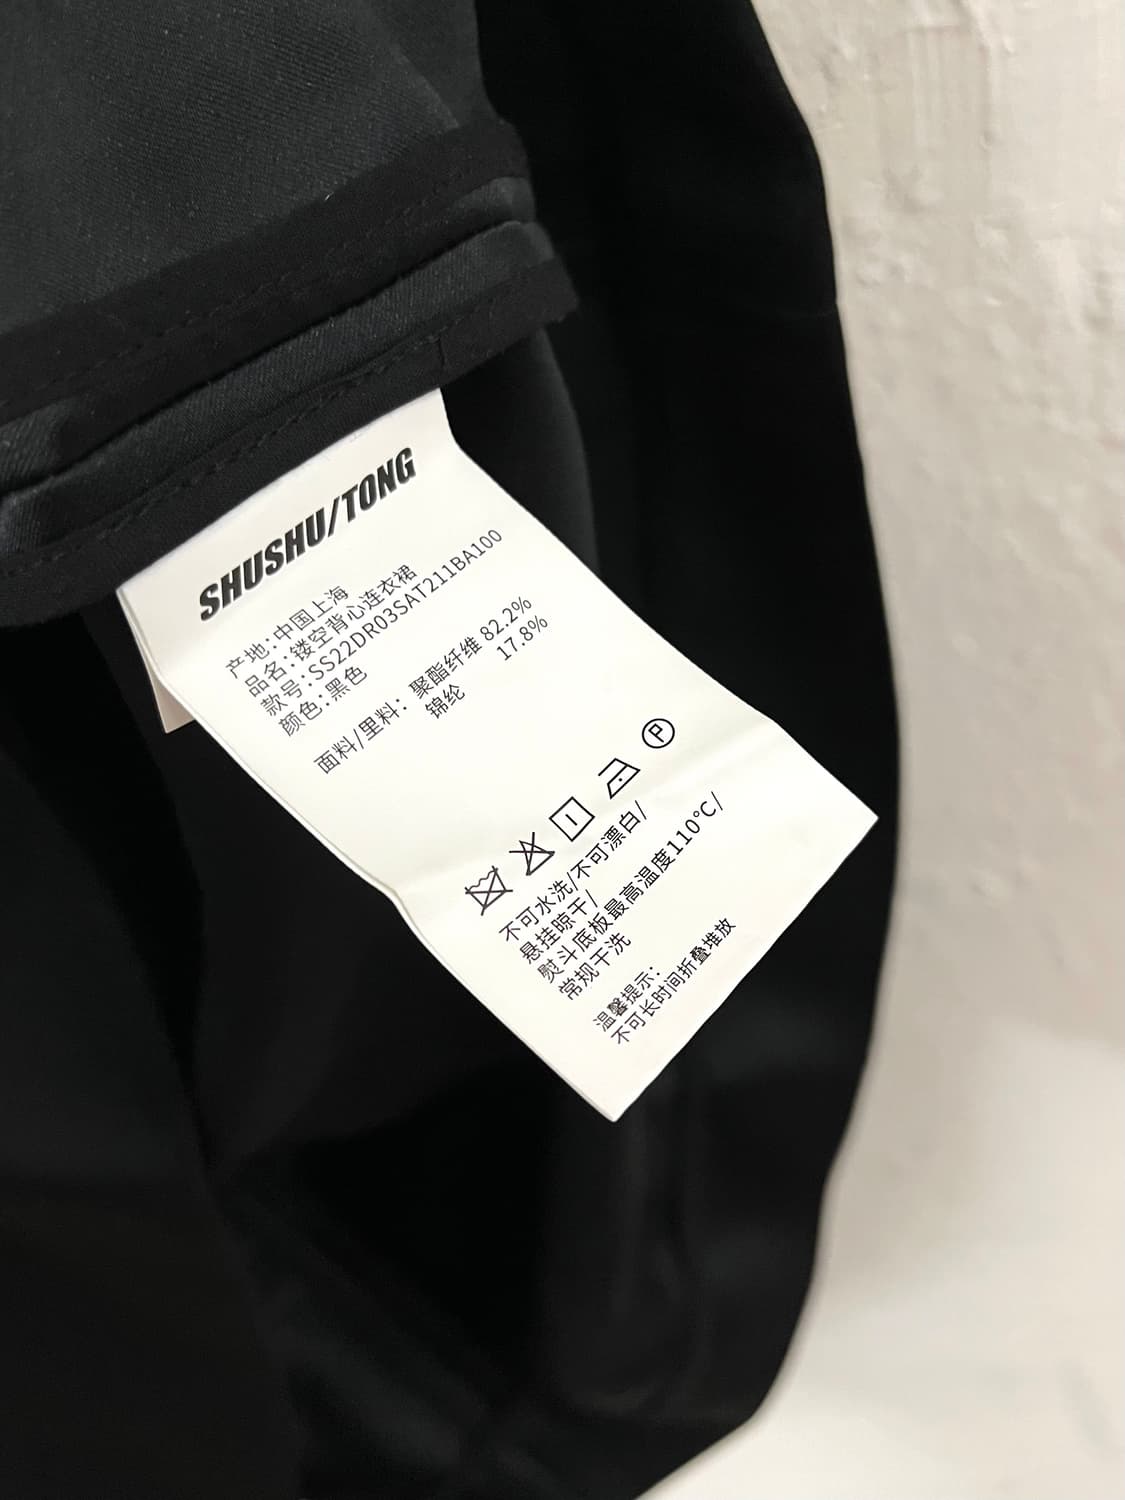 SHUSHU/TONG
产地：中国上海
品名：镂空背心连衣裙
款号：SS22DR03SAT211BA100
颜色：黑色
面料/里料： 聚酯纤维 82.2%
锦纶 17.8%
P
不可水洗/不可漂白/
悬挂晾干/
熨斗底板最高温度110℃/
常规干洗
温馨提示：
不可长时间折叠堆放